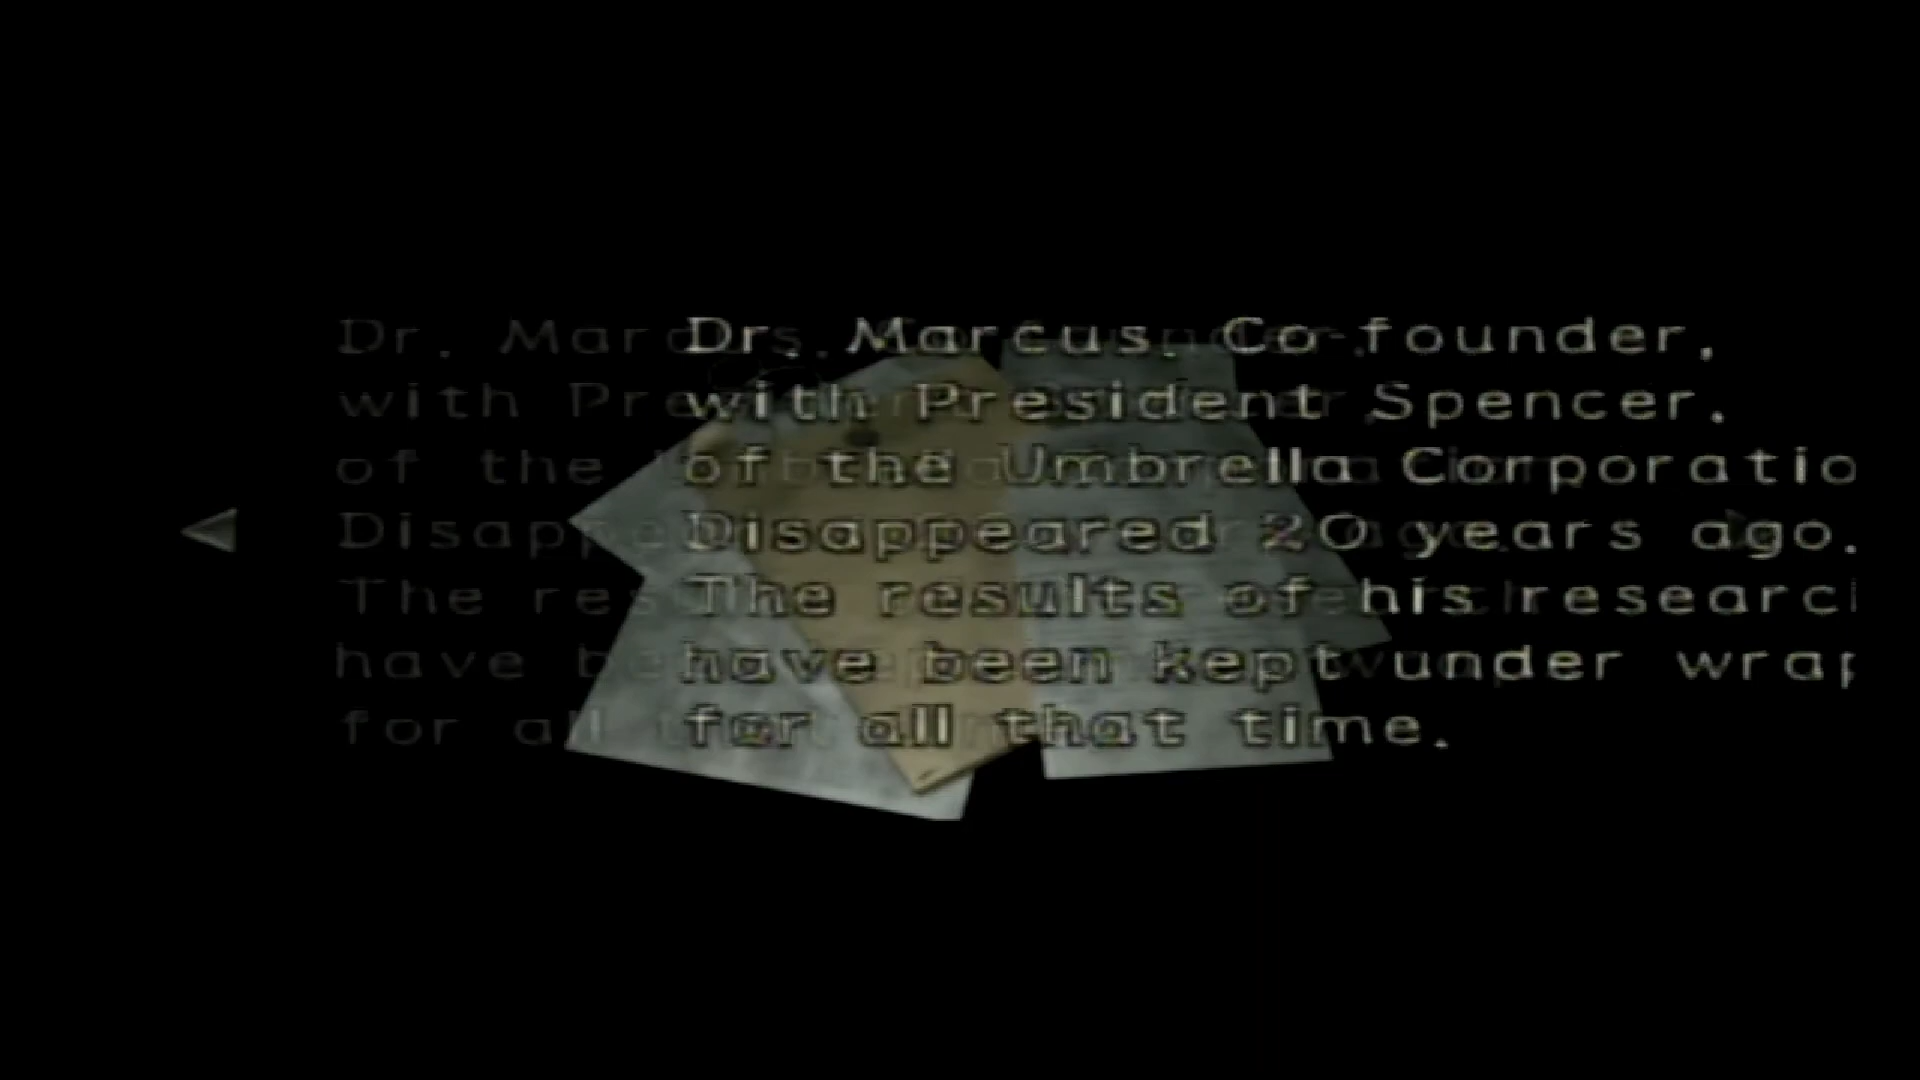 Dr. Marcus. Co-founder,
with President Spencer,
of the Umbrella Corporatio
Disappeared 20 years ago.
The results of his researc
have been kept under wrap
for all that time.